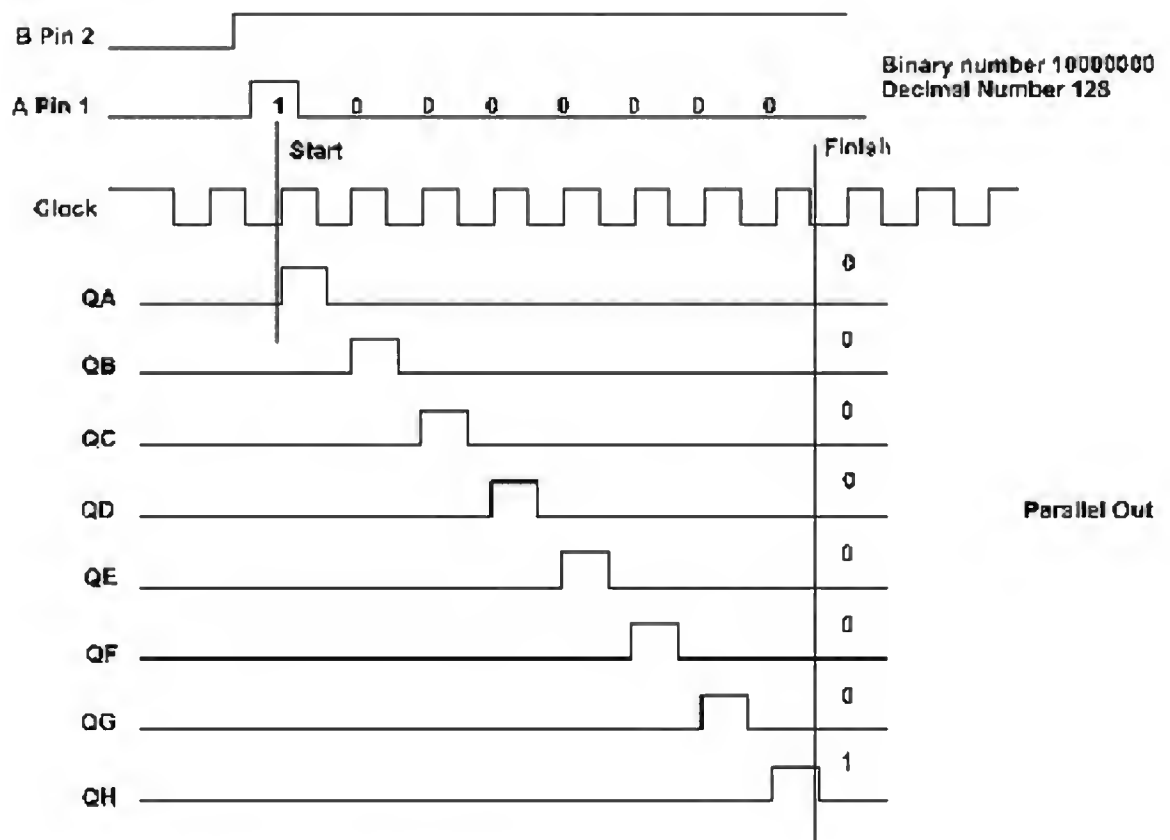 B Pin 2
Binary number 10000000
Decimal Number 128
A Pin 1
1 0 0 0 0 0 0 0
Start
Finish
Clock
0
QA
0
QB
0
QC
0
QD
Parallel Out
0
QE
0
QF
0
QG
1
QH